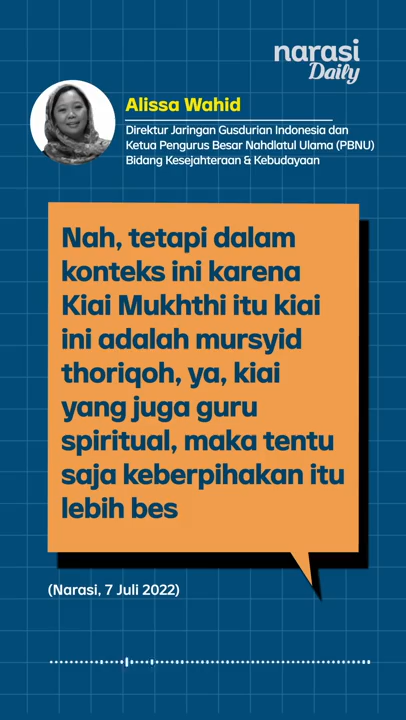 narasi
Daily
Alissa Wahid
Direktur Jaringan Gusdurian Indonesia dan
Ketua Pengurus Besar Nahdlatul Ulama (PBNU)
Bidang Kesejahteraan & Kebudayaan
Nah, tetapi dalam
konteks ini karena
Kiai Mukhthi itu kiai
ini adalah mursyid
thoriqoh, ya, kiai
yang juga guru
spiritual, maka tentu
saja keberpihakan itu
lebih bes
(Narasi, 7 Juli 2022)